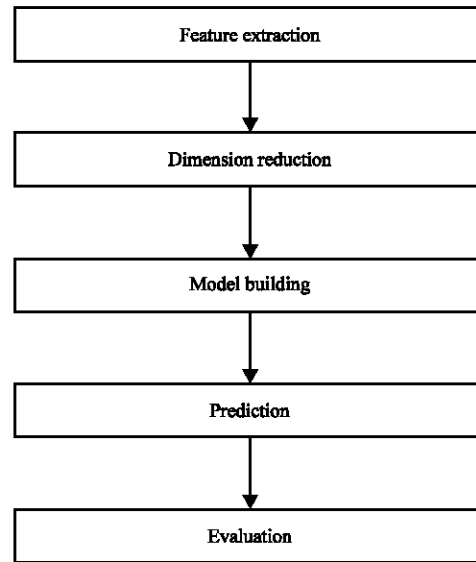 Feature extraction
Dimension reduction
Model building
Prediction
Evaluation